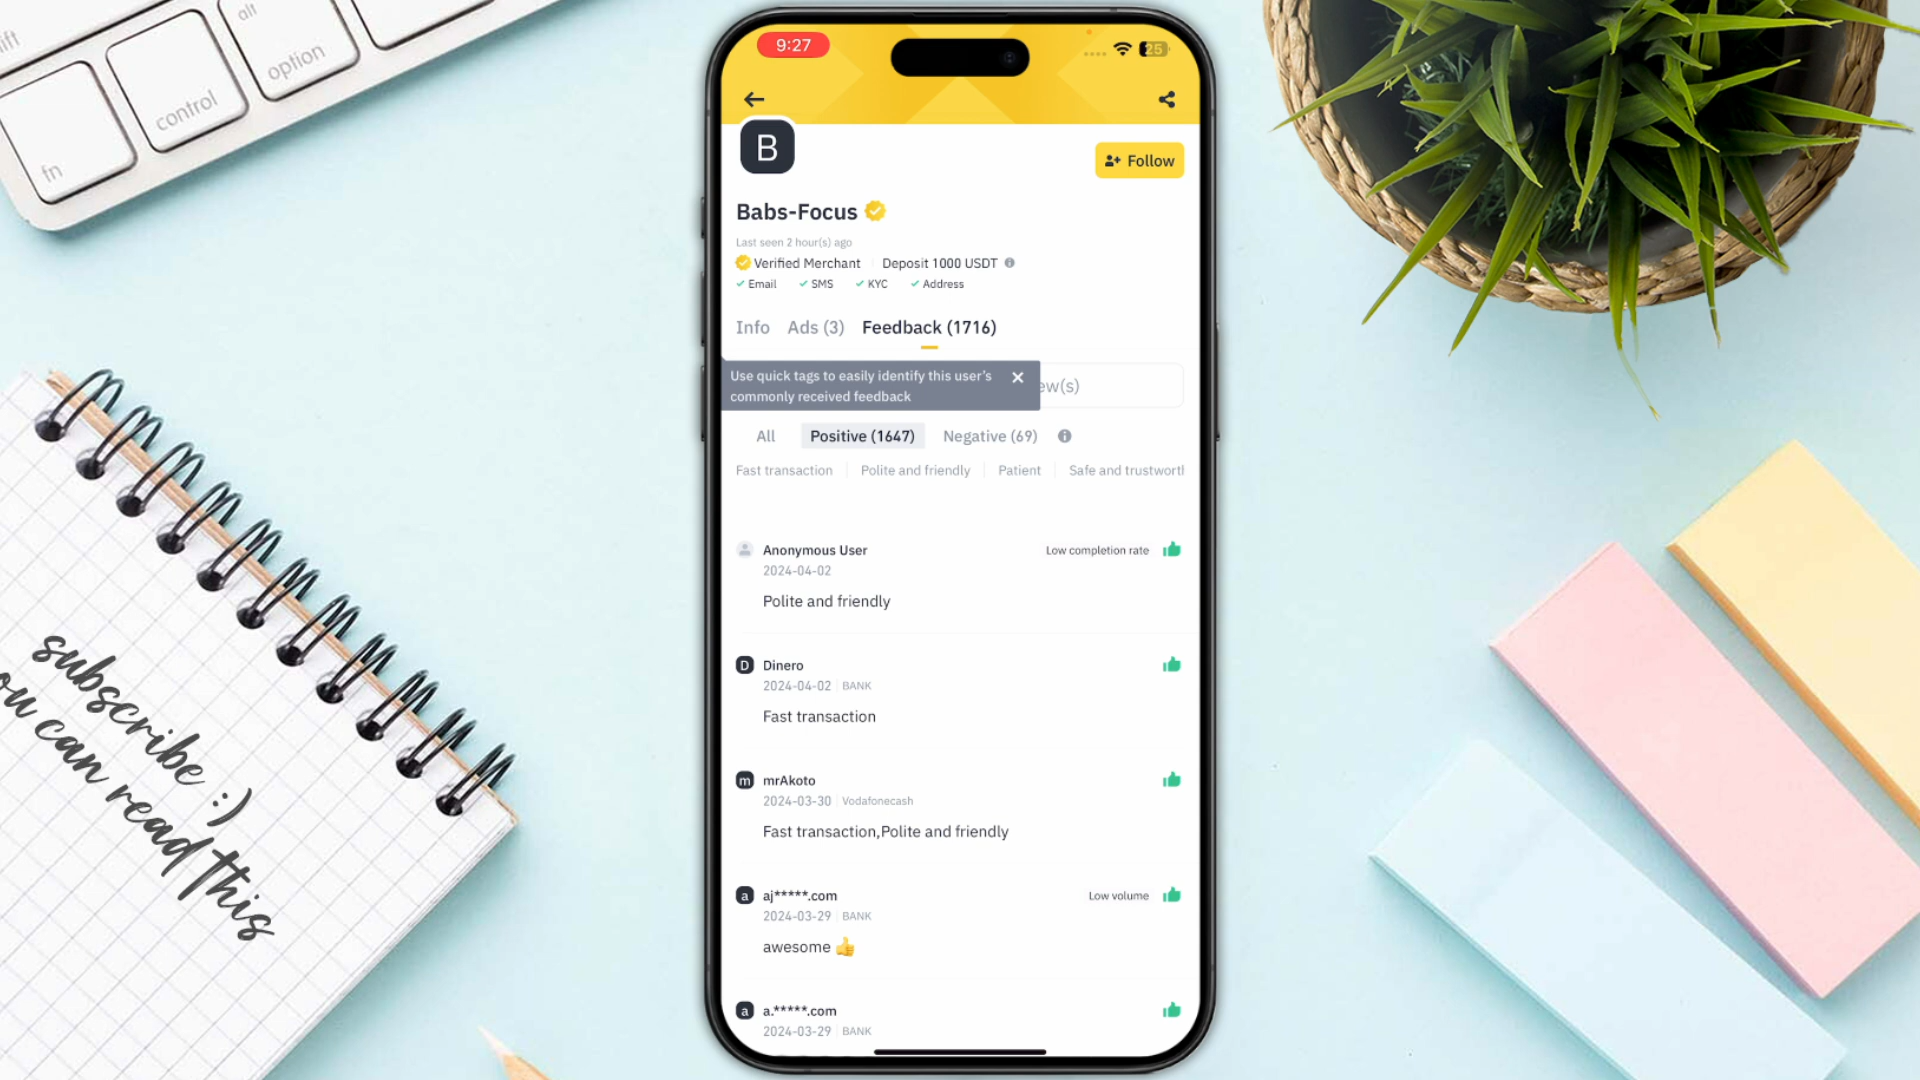 alt
option
control
fn
9:27
25
B
Follow
Babs-Focus
Last seen 2 hour(s) ago
Verified Merchant
Deposit 1000 USDT
Email
SMS
KYC
Address
Info
Ads (3)
Feedback (1716)
Use quick tags to easily identify this user's
commonly received feedback
All
Positive (1647)
Negative (69)
Fast transaction
Polite and friendly
Patient
Safe and
Anonymous User
Low completion rate
2024-04-02
Polite and friendly
D
Dinero
2024-04-02
BANK
Fast transaction
m
mrAkoto
2024-03-30
Vodafonecash
Fast transaction,Polite and friendly
a
aj*****.com
Low volume
2024-03-29
BANK
awesome 👍
a
a.*****.com
2024-03-29
BANK
subscribe :)
can read this